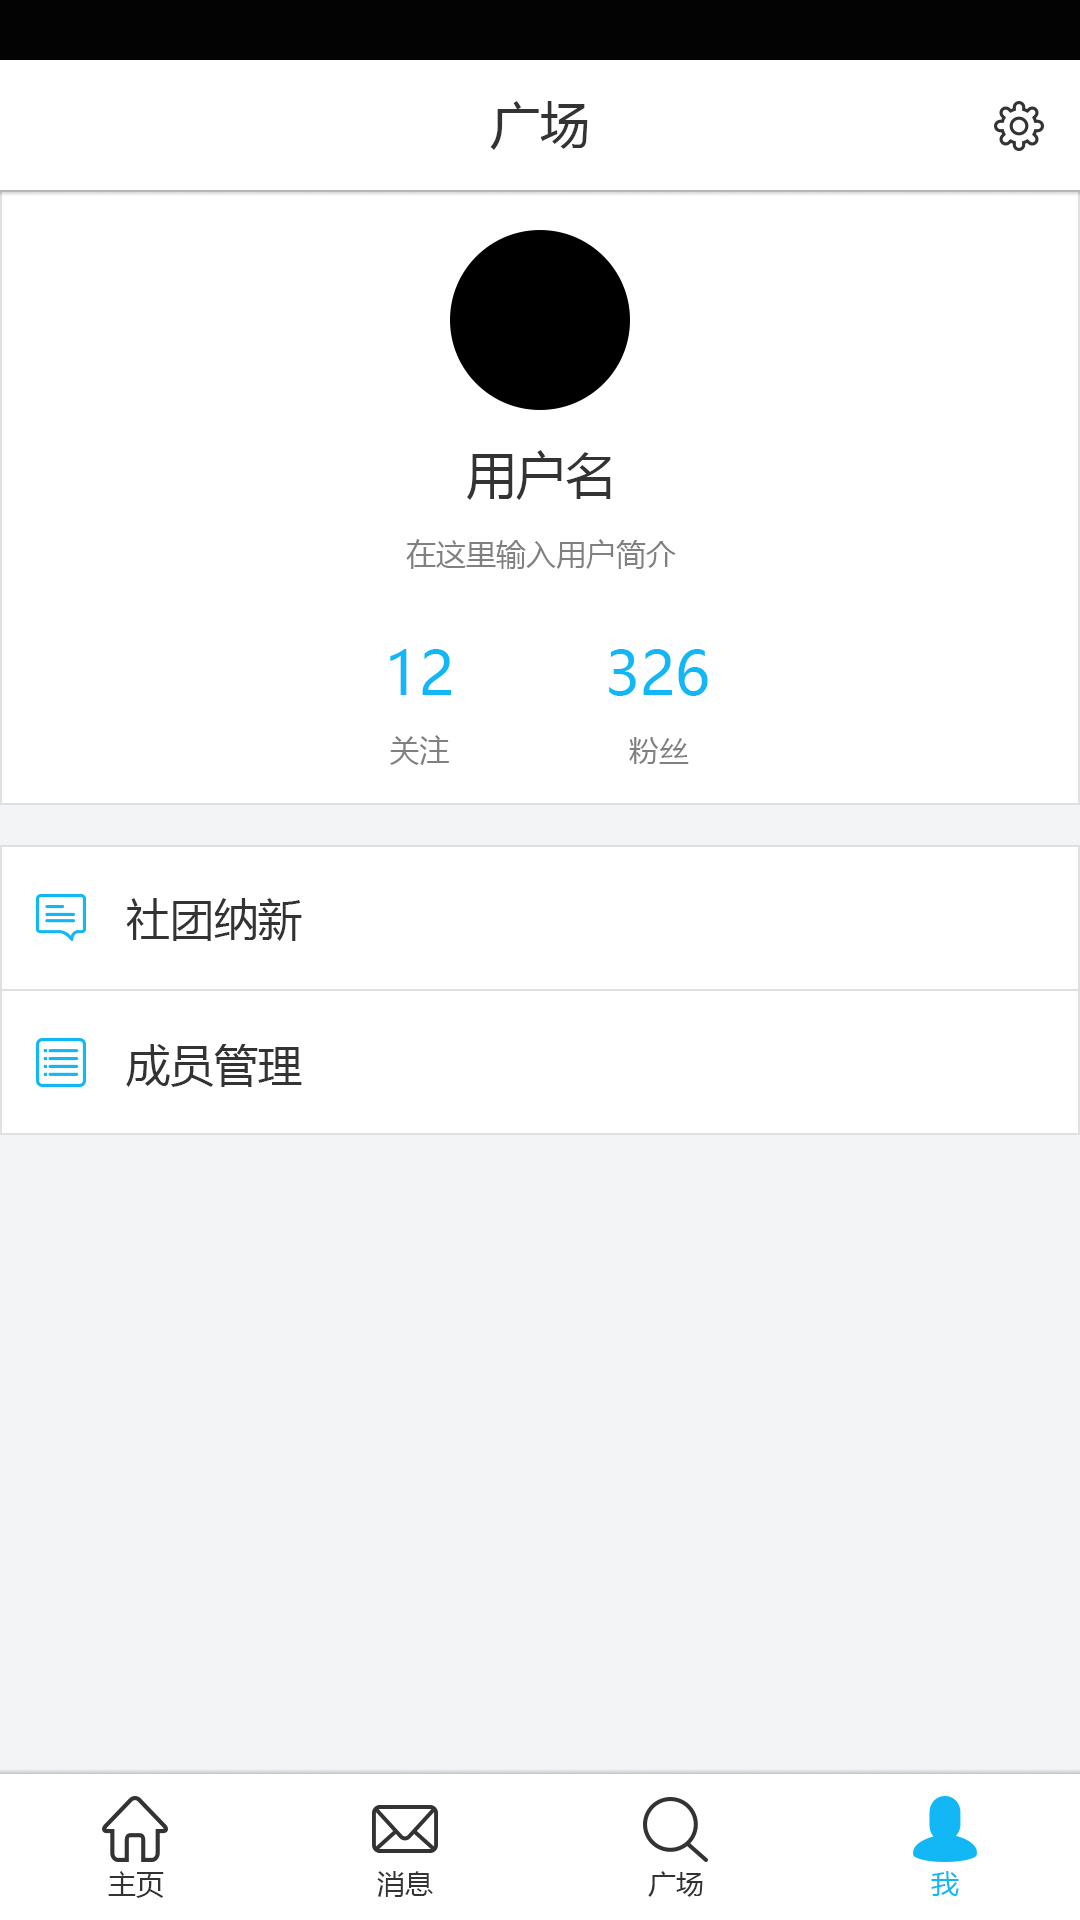 广场
用户名
在这里输入用户简介
12 326
关注 粉丝
社团纳新
成员管理
主页 消息 广场 我